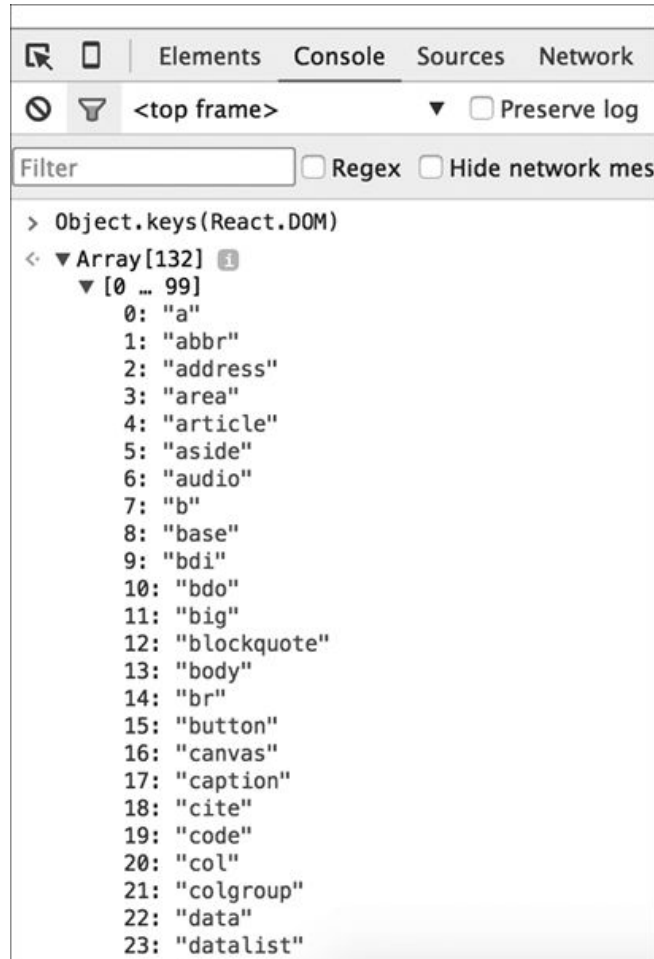 Elements Console Sources Network
<top frame> ▼ Preserve log
Filter Regex Hide network mes
> Object.keys(React.DOM)
<· ▼ Array[132] i
▼ [0 … 99]
0: "a"
1: "abbr"
2: "address"
3: "area"
4: "article"
5: "aside"
6: "audio"
7: "b"
8: "base"
9: "bdi"
10: "bdo"
11: "big"
12: "blockquote"
13: "body"
14: "br"
15: "button"
16: "canvas"
17: "caption"
18: "cite"
19: "code"
20: "col"
21: "colgroup"
22: "data"
23: "datalist"